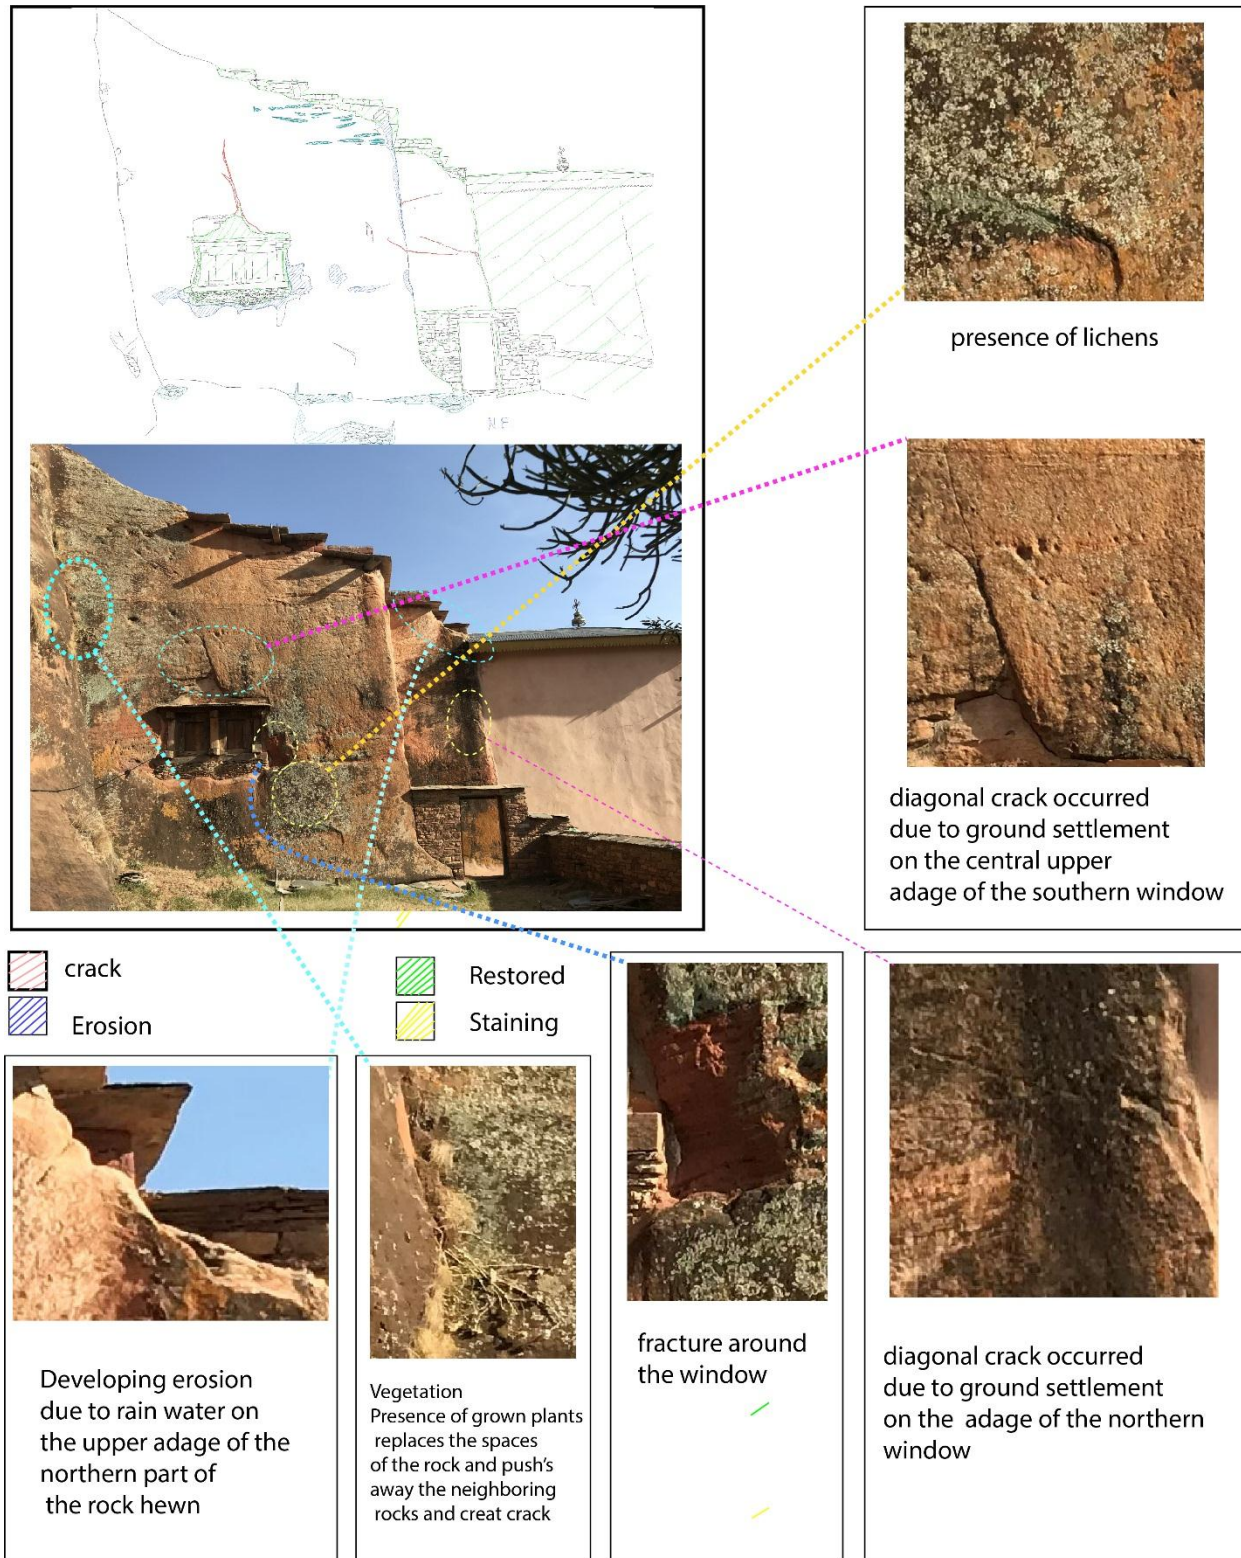 N E
presence of lichens
diagonal crack occurred
due to ground settlement
on the central upper
adage of the southern window
crack
Erosion
Restored
Staining
Developing erosion
due to rain water on
the upper adage of the
northern part of
the rock hewn
Vegetation
Presence of grown plants
replaces the spaces
of the rock and push's
away the neighboring
rocks and creat crack
fracture around
the window
diagonal crack occurred
due to ground settlement
on the adage of the northern
window